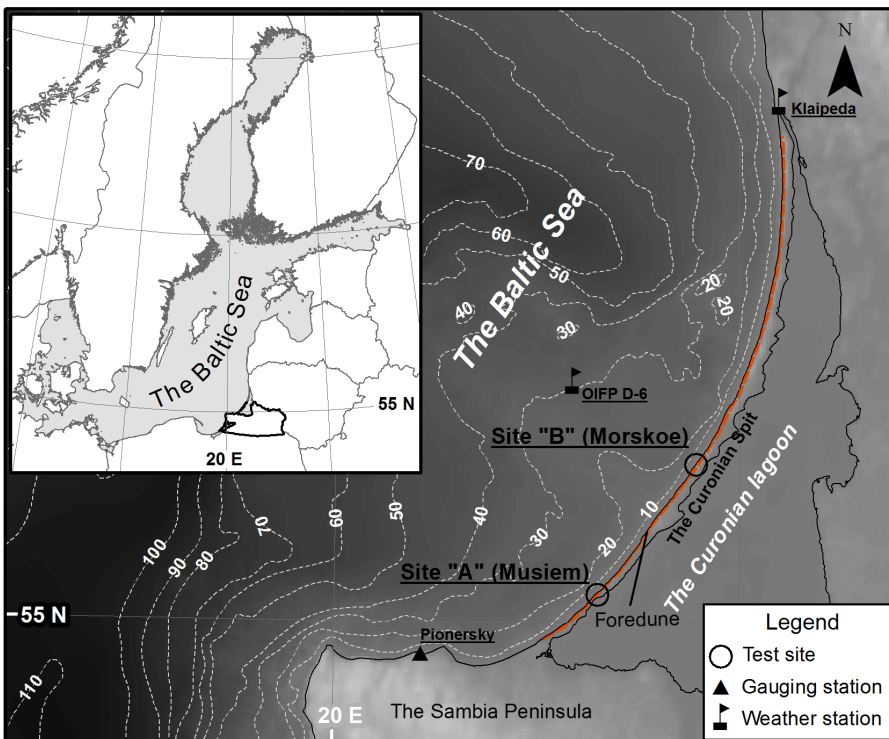 The Baltic Sea
55 N
20 E
N
Klaipeda
70
60
50
40
30
20
20
The Baltic Sea
OIFP D-6
Site "B" (Morskoe)
The Curonian Spit
The Curonian lagoon
10
20
30
40
50
60
70
80
90
100
110
Site "A" (Musiem)
Foredune
55 N
Pionersky
20 E
The Sambia Peninsula
Legend
Test site
Gauging station
Weather station